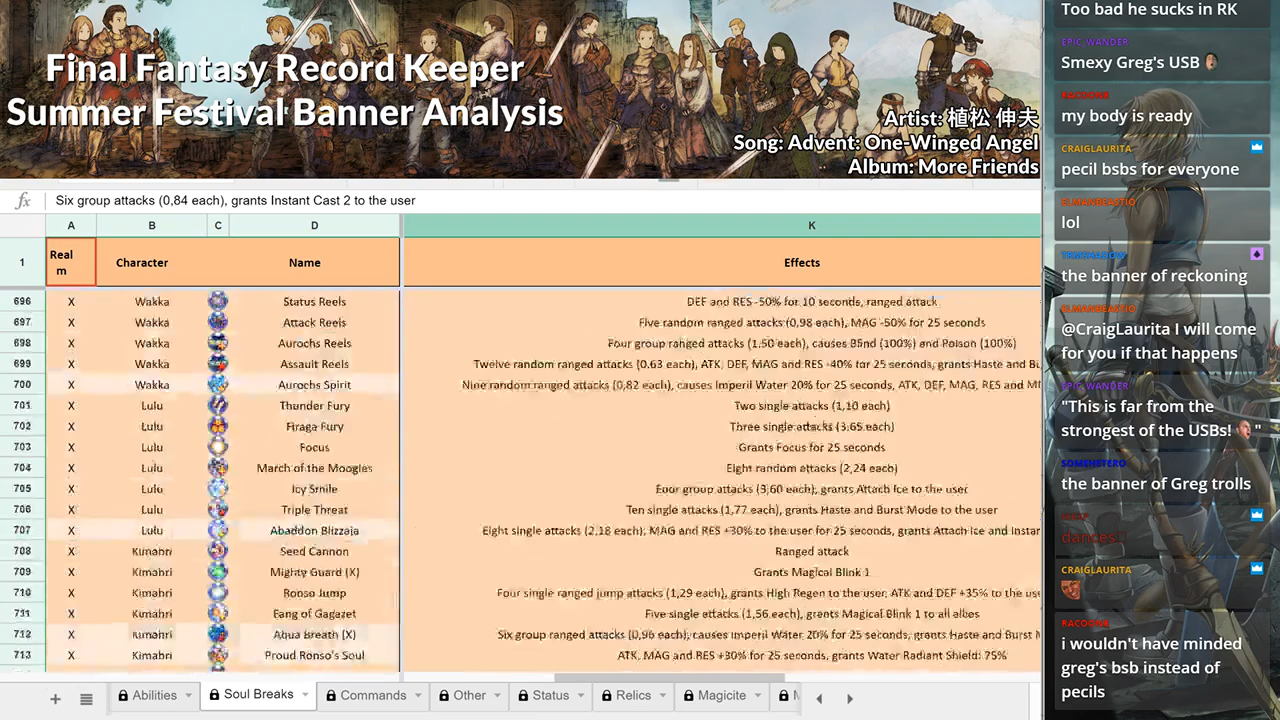 Final Fantasy Record Keeper
Summer Festival Banner Analysis
Artist: 植松 伸夫
Song: Advent: One-Winged Angel
Album: More Friends
fx Six group attacks (0,84 each), grants Instant Cast 2 to the user
A B C D K
1 Real m Character Name Effects
696 X Wakka Status Reels DEF and RES -50% for 10 seconds, ranged attack
697 X Wakka Attack Reels Five random ranged attacks (0,98 each), MAG -50% for 25 seconds
698 X Wakka Aurochs Reels Four group ranged attacks (1,50 each), causes Blind (100%) and Poison (100%)
699 X Wakka Assault Reels Twelve random ranged attacks (0,63 each), ATK, DEF, MAG and RES -40% for 25 seconds, grants Haste and Bu
700 X Wakka Aurochs Spirit Nine random ranged attacks (0,82 each), causes Imperil Water 20% for 25 seconds, ATK, DEF, MAG, RES and MN
701 X Lulu Thunder Fury Two single attacks (1,10 each)
702 X Lulu Firaga Fury Three single attacks (3,65 each)
703 X Lulu Focus Grants Focus for 25 seconds
704 X Lulu March of the Moogles Eight random attacks (2,24 each)
705 X Lulu Icy Smile Four group attacks (3,60 each), grants Attach Ice to the user
706 X Lulu Triple Threat Ten single attacks (1,77 each), grants Haste and Burst Mode to the user
707 X Lulu Abaddon Blizzaja Eight single attacks (2,18 each), MAG and RES +30% to the user for 25 seconds, grants Attach Ice and Instan
708 X Kimahri Seed Cannon Ranged attack
709 X Kimahri Mighty Guard (X) Grants Magical Blink 1
710 X Kimahri Ronso Jump Four single ranged jump attacks (1,29 each), grants High Regen to the user, ATK and DEF +35% to the use
711 X Kimahri Fang of Gagazet Five single attacks (1,56 each), grants Magical Blink 1 to all allies
712 X Kimahri Aqua Breath (X) Six group ranged attacks (0,96 each), causes Imperil Water 20% for 25 seconds, grants Haste and Burst M
713 X Kimahri Proud Ronso's Soul ATK, MAG and RES +30% for 25 seconds, grants Water Radiant Shield: 75%
+ Abilities Soul Breaks Commands Other Status Relics Magicite M
Too bad he sucks in RK
EPIC_WANDER
Smexy Greg's USB
my body is ready
CRAIGLAURITA
pecil bsbs for everyone
ELMANBEASTIO
lol
the banner of reckoning
ELMANBEASTIO
@CraigLaurita I will come
for you if that happens
EPIC_WANDER
"This is far from the
strongest of the USBs! "
SOMEHETERO
the banner of Greg trolls
CRAIGLAURITA
i wouldn't have minded
greg's bsb instead of
pecils